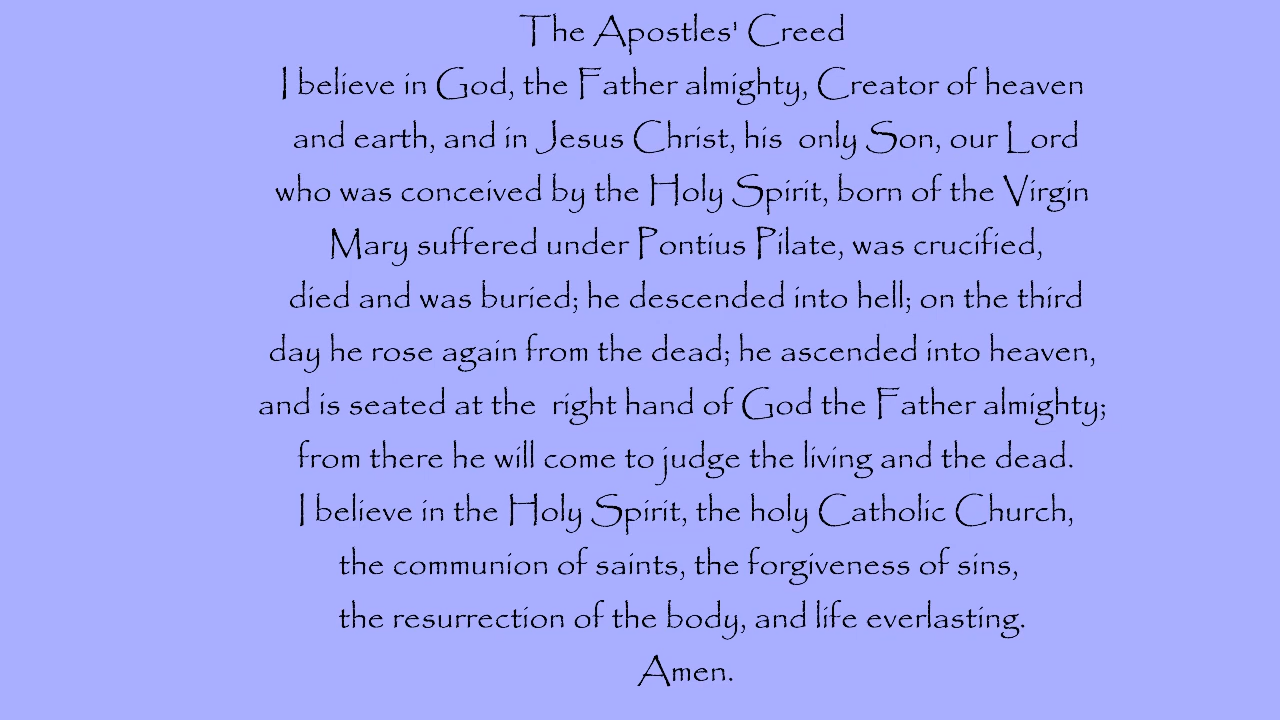 The Apostles' Creed
I believe in God, the Father almighty, Creator of heaven
and earth, and in Jesus Christ, his  only Son, our Lord
who was conceived by the Holy Spirit, born of the Virgin
Mary suffered under Pontius Pilate, was crucified,
died and was buried; he descended into hell; on the third
day he rose again from the dead; he ascended into heaven,
and is seated at the  right hand of God the Father almighty;
from there he will come to judge the living and the dead.
I believe in the Holy Spirit, the holy Catholic Church,
the communion of saints, the forgiveness of sins,
the resurrection of the body, and life everlasting.
Amen.